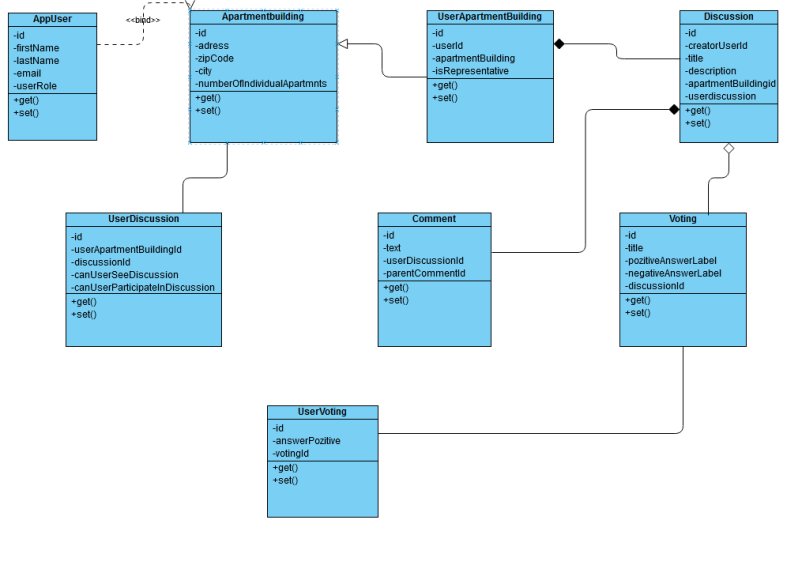 AppUser
-id
-firstName
-lastName
-email
-userRole
+get()
+set()
<<bind>>
Apartmentbuilding
-id
-adress
-zipCode
-city
-numberOfIndividualApartmnts
+get()
+set()
UserApartmentBuilding
-id
-userId
-apartmentBuilding
-isRepresentative
+get()
+set()
Discussion
-id
-creatorUserId
-title
-description
-apartmentBuildingid
-userdiscussion
+get()
+set()
UserDiscussion
-id
-userApartmentBuildingId
-discussionId
-canUserSeeDiscussion
-canUserParticipateInDiscussion
+get()
+set()
Comment
-id
-text
-userDiscussionId
-parentCommentId
+get()
+set()
Voting
-id
-title
-pozitiveAnswerLabel
-negativeAnswerLabel
-discussionId
+get()
+set()
UserVoting
-id
-answerPozitive
-votingId
+get()
+set()